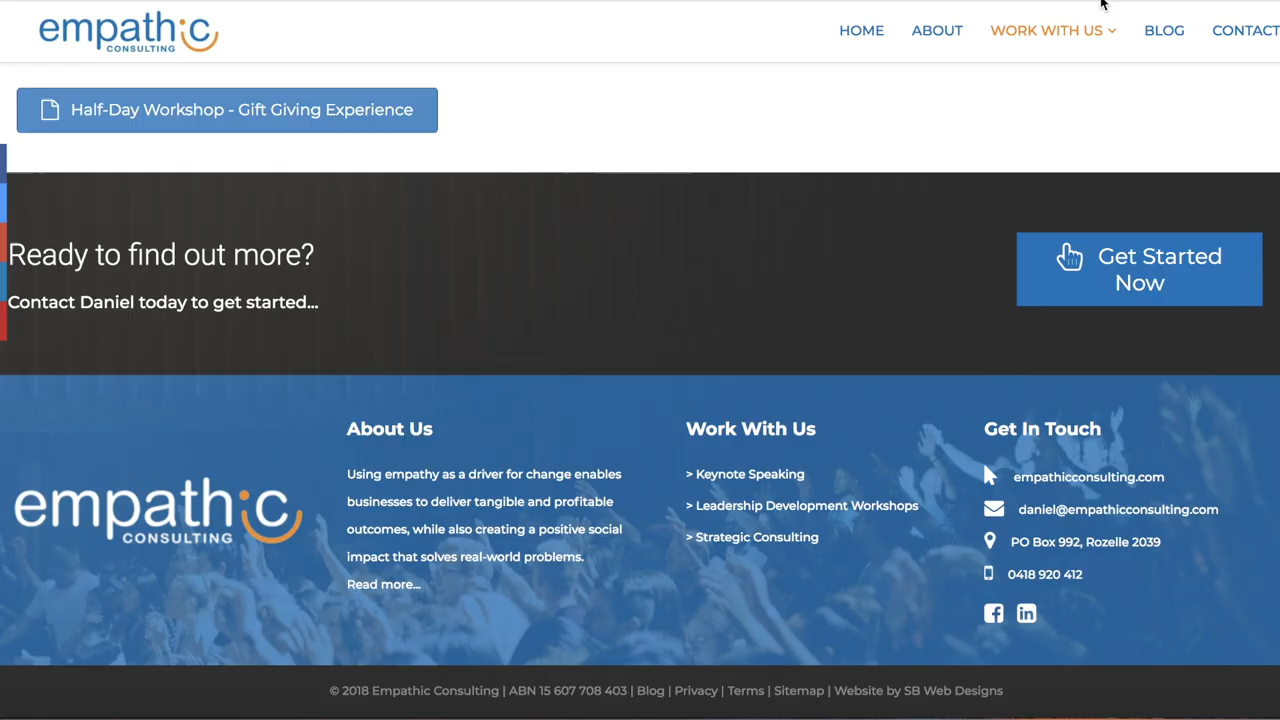 empathic
CONSULTING
HOME
ABOUT
WORK WITH US
BLOG
CONTACT
Half-Day Workshop - Gift Giving Experience
Ready to find out more?
Contact Daniel today to get started...
Get Started
Now
empathic
CONSULTING
About Us
Using empathy as a driver for change enables
businesses to deliver tangible and profitable
outcomes, while also creating a positive social
impact that solves real-world problems.
Read more...
Work With Us
> Keynote Speaking
> Leadership Development Workshops
> Strategic Consulting
Get In Touch
empathicconsulting.com
daniel@empathicconsulting.com
PO Box 992, Rozelle 2039
0418 920 412
© 2018 Empathic Consulting | ABN 15 607 708 403 | Blog | Privacy | Terms | Sitemap | Website by SB Web Designs